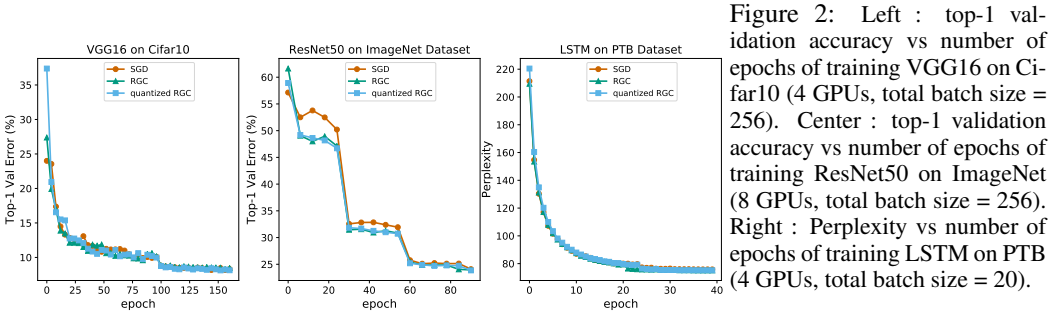 VGG16 on Cifar10
SGD
RGC
quantized RGC
Top-1 Val Error (%)
35
30
25
20
15
10
0 25 50 75 100 125 150
epoch
ResNet50 on ImageNet Dataset
SGD
RGC
quantized RGC
Top-1 Val Error (%)
60
55
50
45
40
35
30
25
0 20 40 60 80
epoch
LSTM on PTB Dataset
SGD
RGC
quantized RGC
Perplexity
220
200
180
160
140
120
100
80
0 10 20 30 40
epoch
Figure 2: Left : top-1 val-
idation accuracy vs number of
epochs of training VGG16 on Ci-
far10 (4 GPUs, total batch size =
256). Center : top-1 validation
accuracy vs number of epochs of
training ResNet50 on ImageNet
(8 GPUs, total batch size = 256).
Right : Perplexity vs number of
epochs of training LSTM on PTB
(4 GPUs, total batch size = 20).